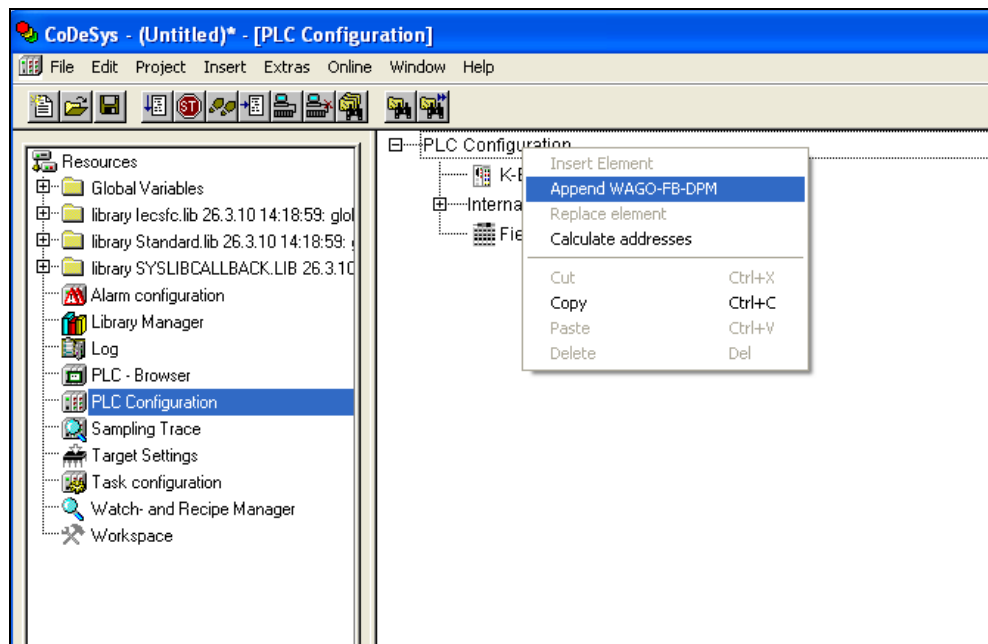 CoDeSys - (Untitled)* - [PLC Configuration]
File Edit Project Insert Extras Online Window Help
Resources
Global Variables
library Iecsfc.lib 26.3.10 14:18:59: glol
library Standard.lib 26.3.10 14:18:59:
library SYSLIBCALLBACK.LIB 26.3.10
Alarm configuration
Library Manager
Log
PLC - Browser
PLC Configuration
Sampling Trace
Target Settings
Task configuration
Watch- and Recipe Manager
Workspace
PLC Configuration
K-B
Interna
Fie
Insert Element
Append WAGO-FB-DPM
Replace element
Calculate addresses
Cut Ctrl+X
Copy Ctrl+C
Paste Ctrl+V
Delete Del